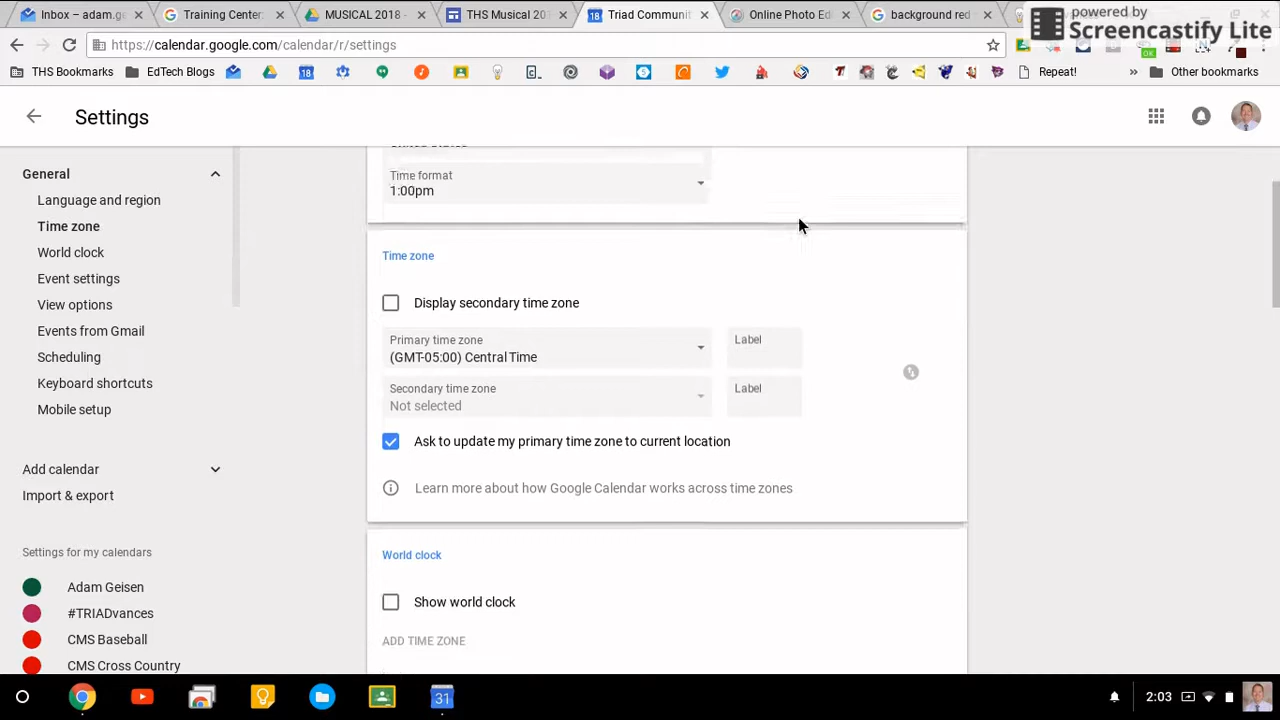 Inbox – adam.g
Training Center
MUSICAL 2018
THS Musical 201
Triad Communi
Online Photo Edi
background red
powered by
Screencastify Lite
https://calendar.google.com/calendar/r/settings
THS Bookmarks
EdTech Blogs
18
Repeat!
»
Other bookmarks
Settings
General
Language and region
Time zone
World clock
Event settings
View options
Events from Gmail
Scheduling
Keyboard shortcuts
Mobile setup
Add calendar
Import & export
Settings for my calendars
Adam Geisen
#TRIADvances
CMS Baseball
CMS Cross Country
Time format
1:00pm
Time zone
Display secondary time zone
Primary time zone
(GMT-05:00) Central Time
Label
Secondary time zone
Not selected
Label
Ask to update my primary time zone to current location
Learn more about how Google Calendar works across time zones
World clock
Show world clock
ADD TIME ZONE
31
2:03